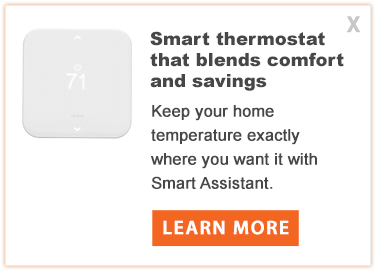 X
Smart thermostat
that blends comfort
and savings
71
Keep your home
temperature exactly
where you want it with
Smart Assistant.
LEARN MORE